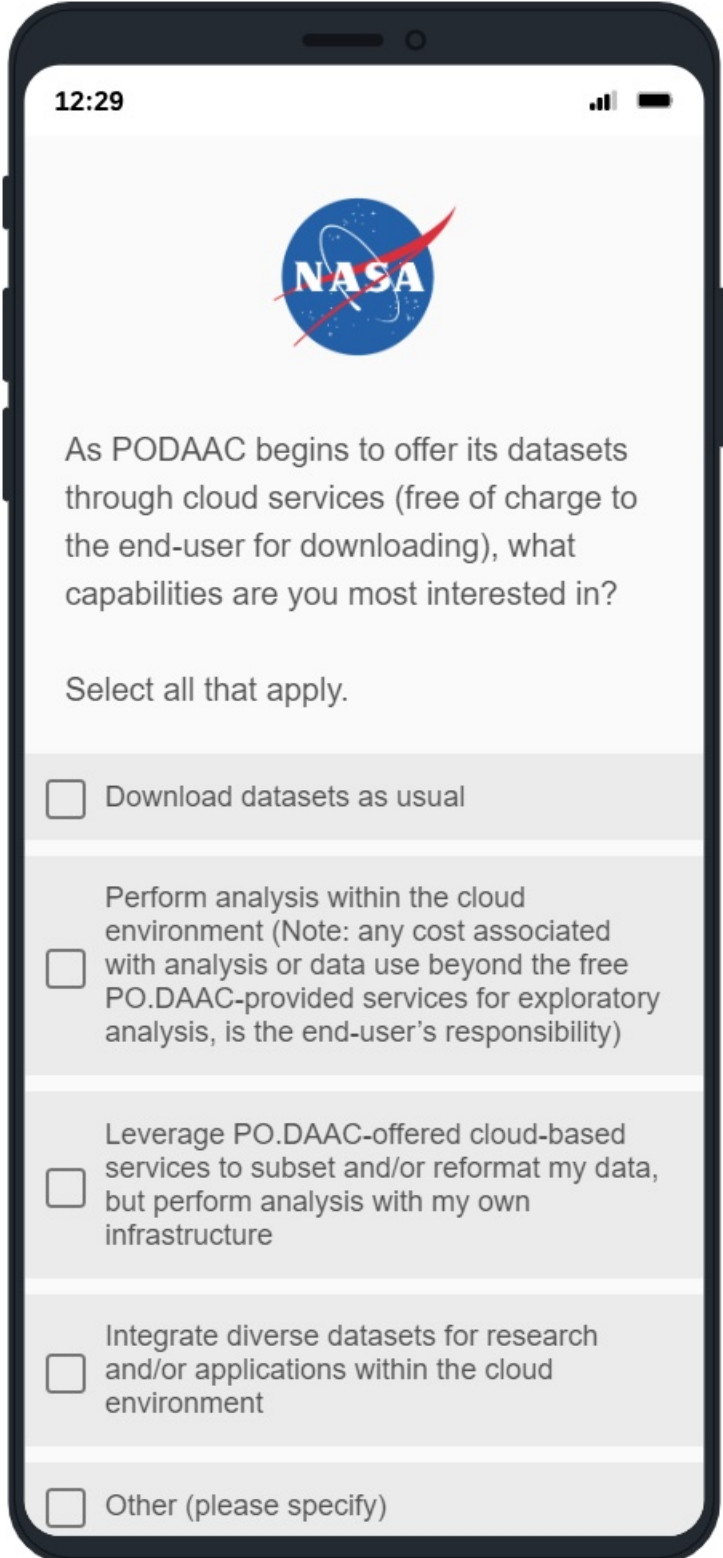 12:29
NASA
As PODAAC begins to offer its datasets
through cloud services (free of charge to
the end-user for downloading), what
capabilities are you most interested in?
Select all that apply.
Download datasets as usual
Perform analysis within the cloud
environment (Note: any cost associated
with analysis or data use beyond the free
PO.DAAC-provided services for exploratory
analysis, is the end-user’s responsibility)
Leverage PO.DAAC-offered cloud-based
services to subset and/or reformat my data,
but perform analysis with my own
infrastructure
Integrate diverse datasets for research
and/or applications within the cloud
environment
Other (please specify)